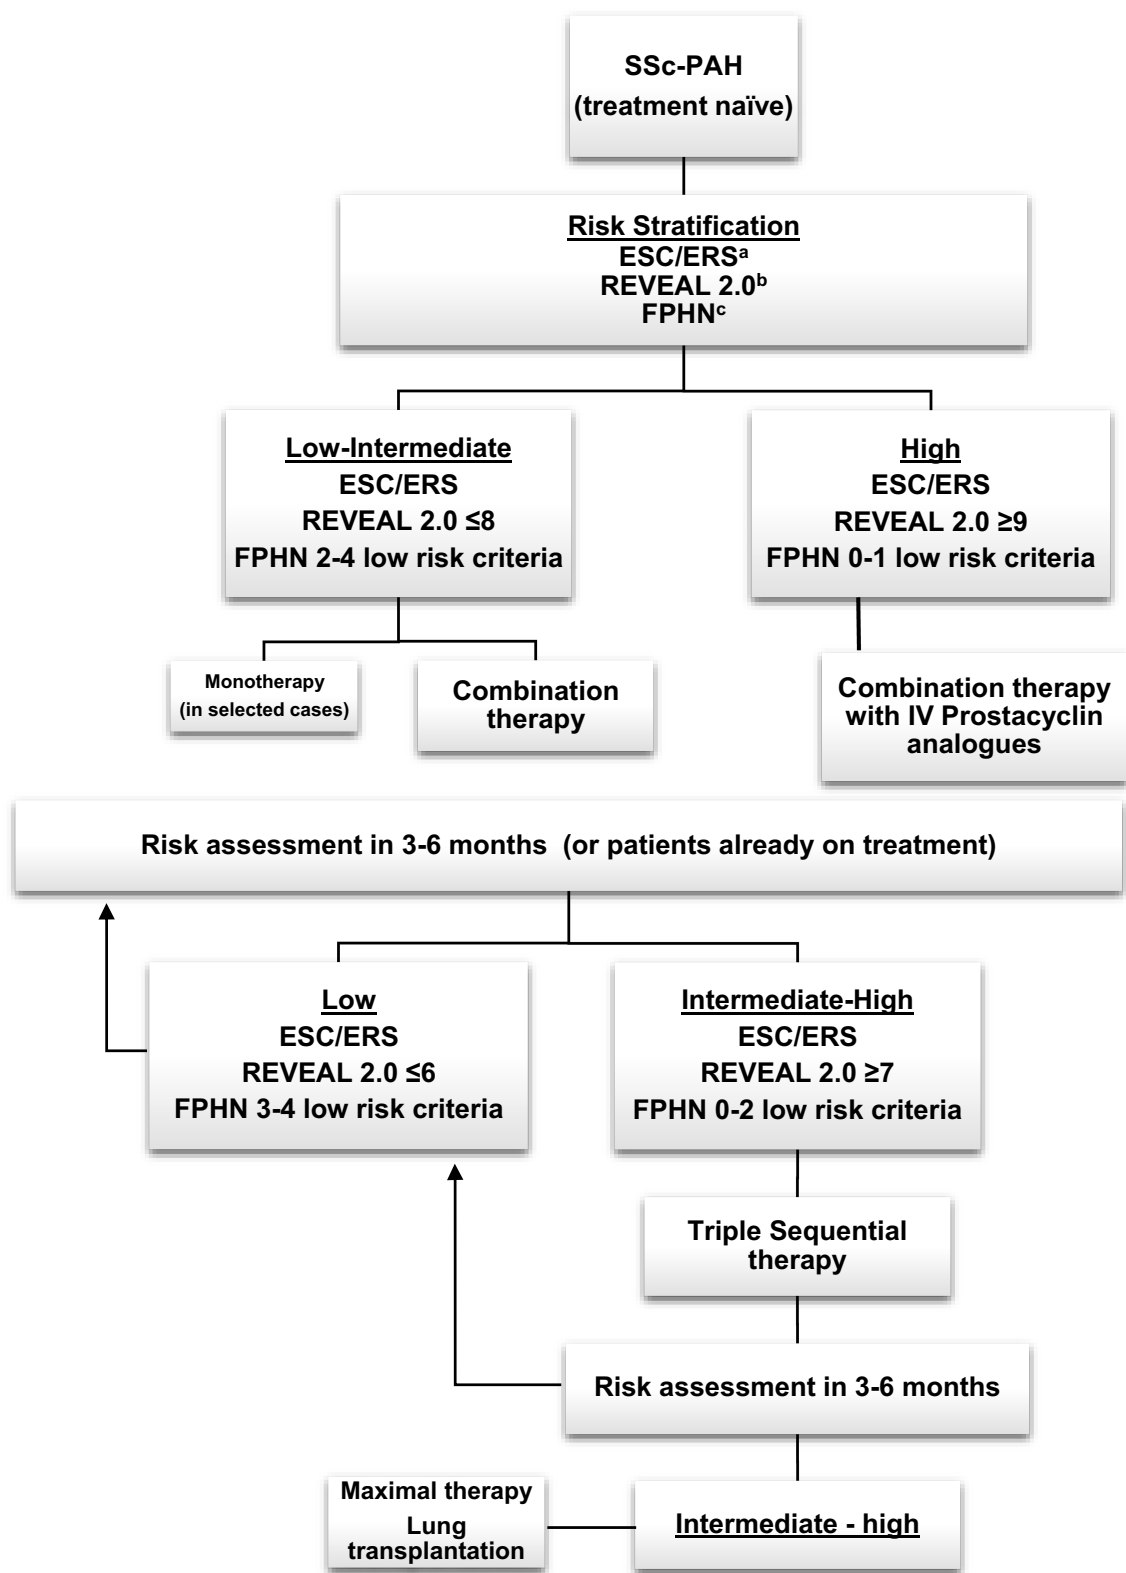 SSc-PAH
(treatment naïve)
Risk Stratification
ESC/ERSᵃ
REVEAL 2.0ᵇ
FPHNᶜ
Low-Intermediate
ESC/ERS
REVEAL 2.0 ≤8
FPHN 2-4 low risk criteria
High
ESC/ERS
REVEAL 2.0 ≥9
FPHN 0-1 low risk criteria
Monotherapy
(in selected cases)
Combination
therapy
Combination therapy
with IV Prostacyclin
analogues
Risk assessment in 3-6 months (or patients already on treatment)
Low
ESC/ERS
REVEAL 2.0 ≤6
FPHN 3-4 low risk criteria
Intermediate-High
ESC/ERS
REVEAL 2.0 ≥7
FPHN 0-2 low risk criteria
Triple Sequential
therapy
Risk assessment in 3-6 months
Maximal therapy
Lung
transplantation
Intermediate - high